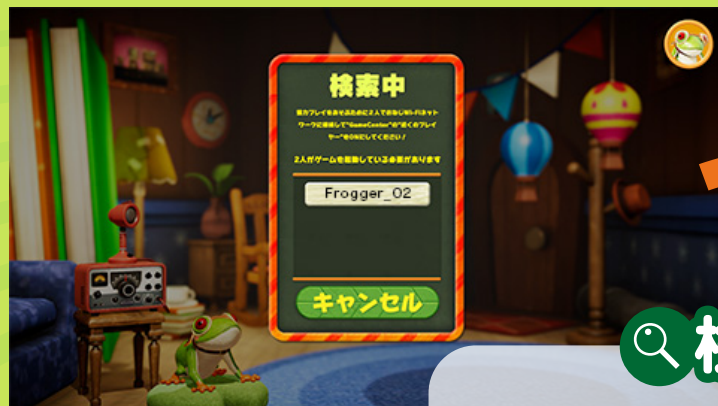 検索中
協力プレイをあそぶために2人でおなじWi-Fiネット
ワークに接続して"GameCenter"の"近くのプレイ
ヤー"をONにしてください!
2人がゲームを起動している必要があります
Frogger_02
キャンセル